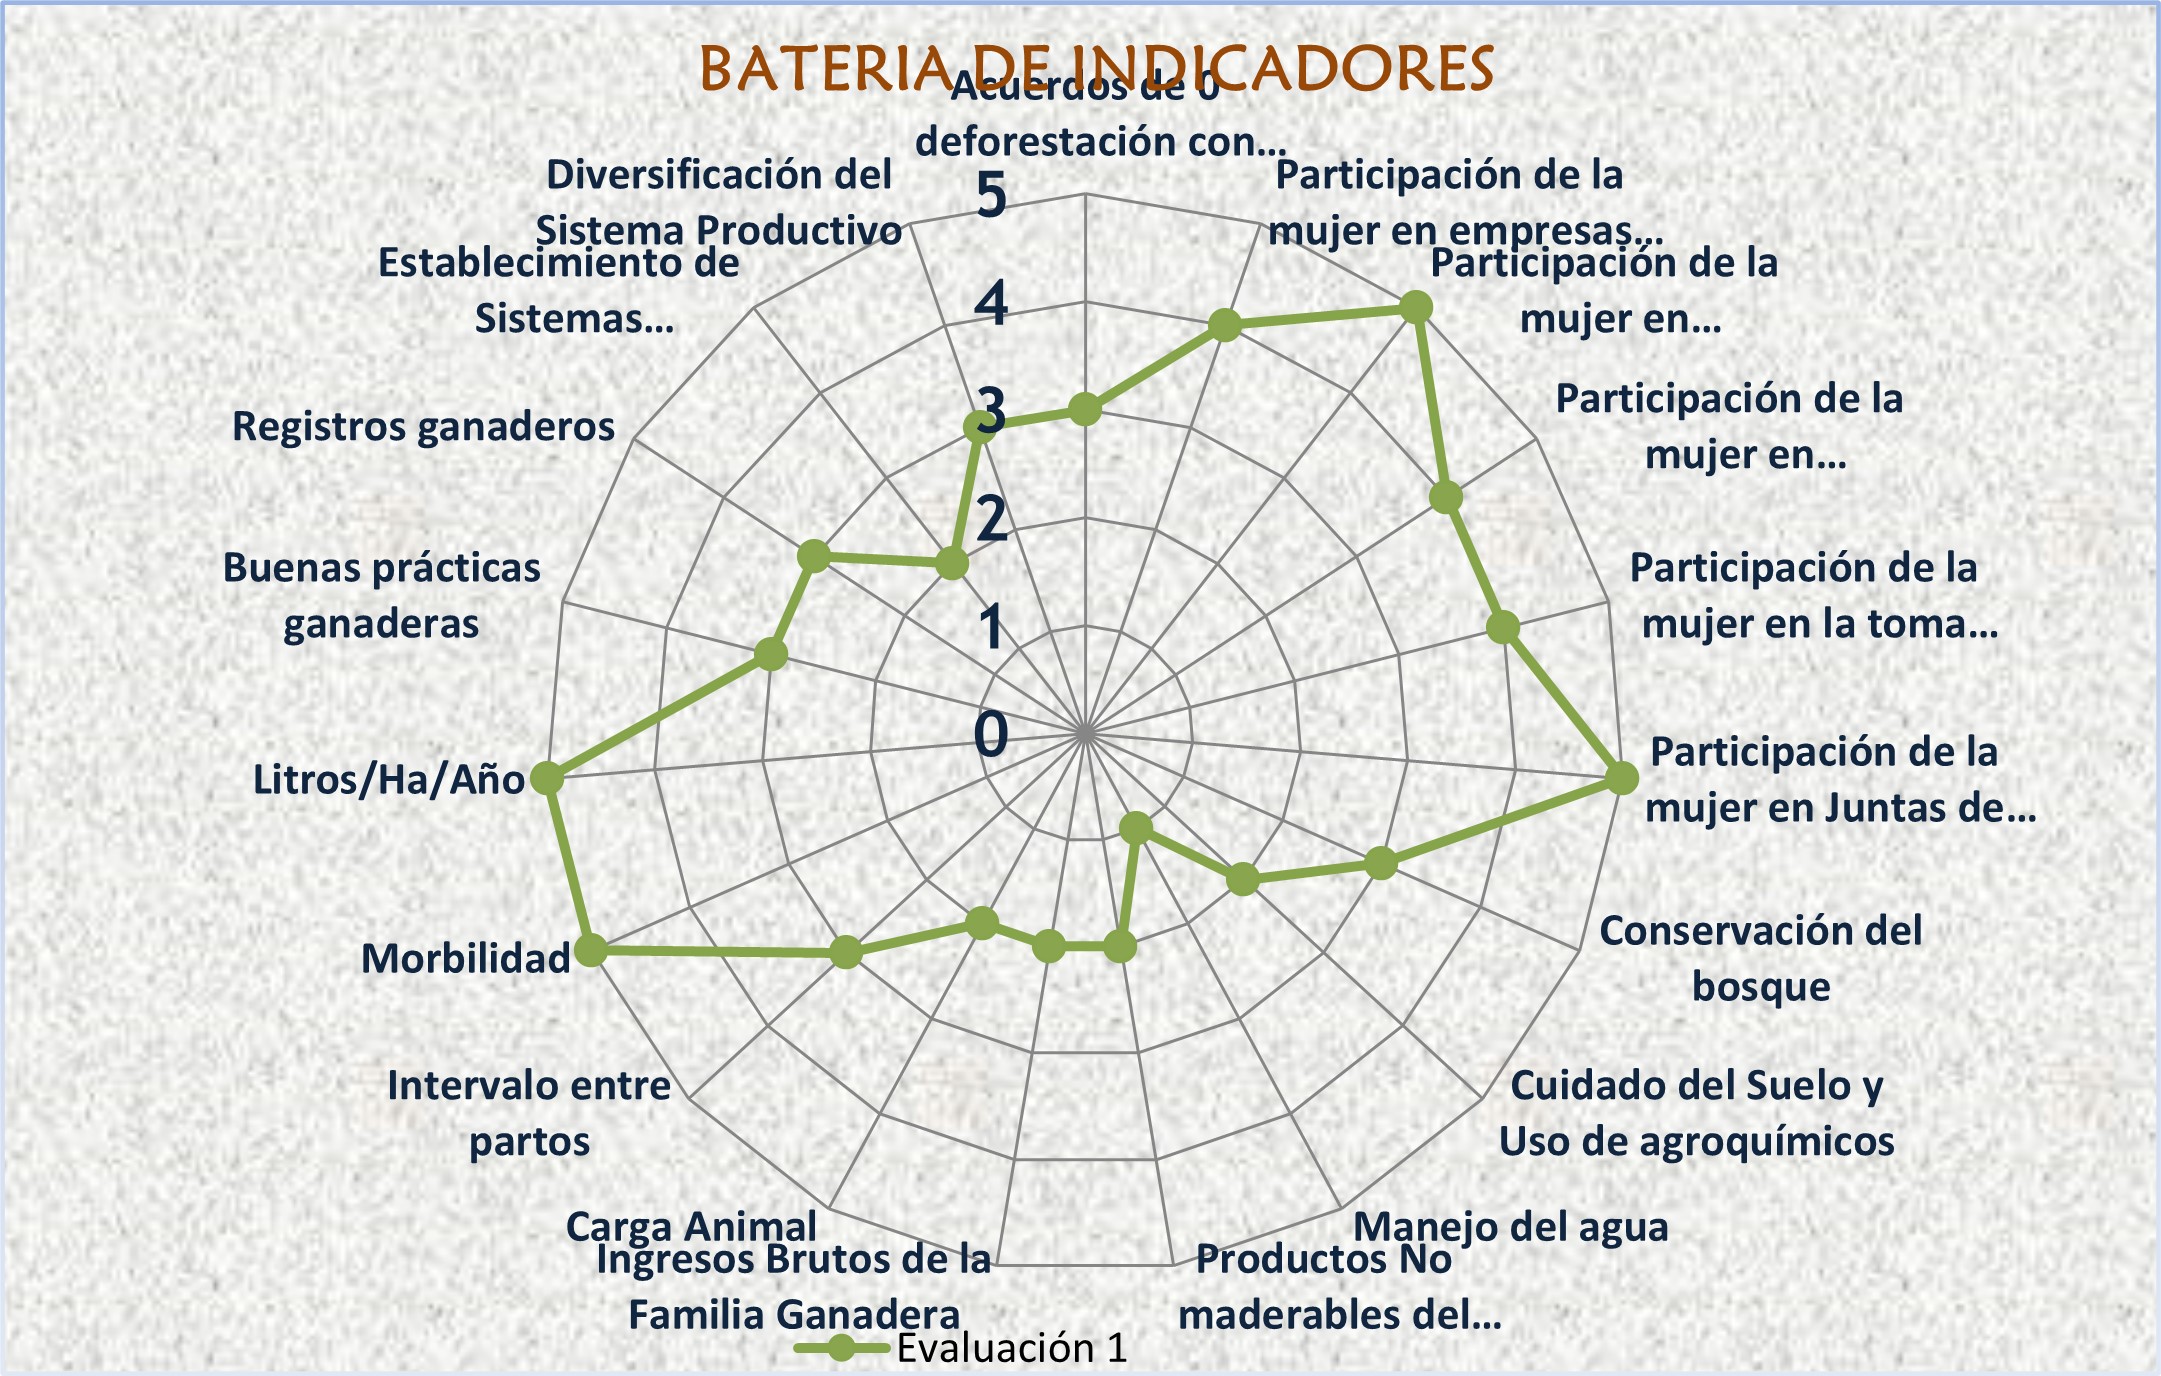 BATERIA DE INDICADORES
Acuerdos de 0
deforestación con...
Participación de la
mujer en empresas...
Participación de la
mujer en...
Participación de la
mujer en...
Participación de la
mujer en la toma...
Participación de la
mujer en Juntas de...
Conservación del
bosque
Cuidado del Suelo y
Uso de agroquímicos
Manejo del agua
Productos No
maderables del...
Ingresos Brutos de la
Familia Ganadera
Carga Animal
Intervalo entre
partos
Morbilidad
Litros/Ha/Año
Buenas prácticas
ganaderas
Registros ganaderos
Establecimiento de
Sistemas...
Diversificación del
Sistema Productivo
5
4
3
2
1
0
Evaluación 1